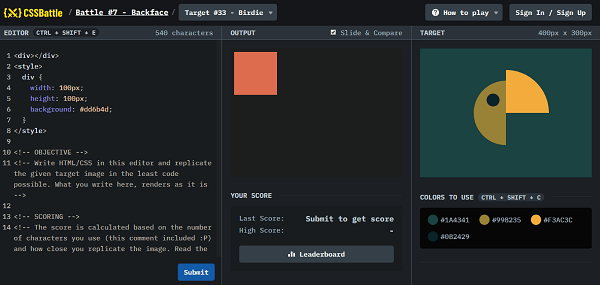 CSSBATTLE / Battle #7 - Backface / Target #33 - Birdie
How to play
Sign In / Sign Up
EDITOR CTRL + SHIFT + E 540 characters
1 <div></div>
2 <style>
3 div {
4 width: 100px;
5 height: 100px;
6 background: #dd6b4d;
7 }
8 </style>
9
10 <!-- OBJECTIVE -->
11 <!-- Write HTML/CSS in this editor and replicate
the given target image in the least code
possible. What you write here, renders as it is
-->
12
13 <!-- SCORING -->
14 <!-- The score is calculated based on the number
of characters you use (this comment included :P)
and how close you replicate the image. Read the
Submit
OUTPUT Slide & Compare
YOUR SCORE
Last Score: Submit to get score
High Score: -
Leaderboard
TARGET 400px x 300px
COLORS TO USE CTRL + SHIFT + C
#1A4341 #998235 #F3AC3C
#0B2429